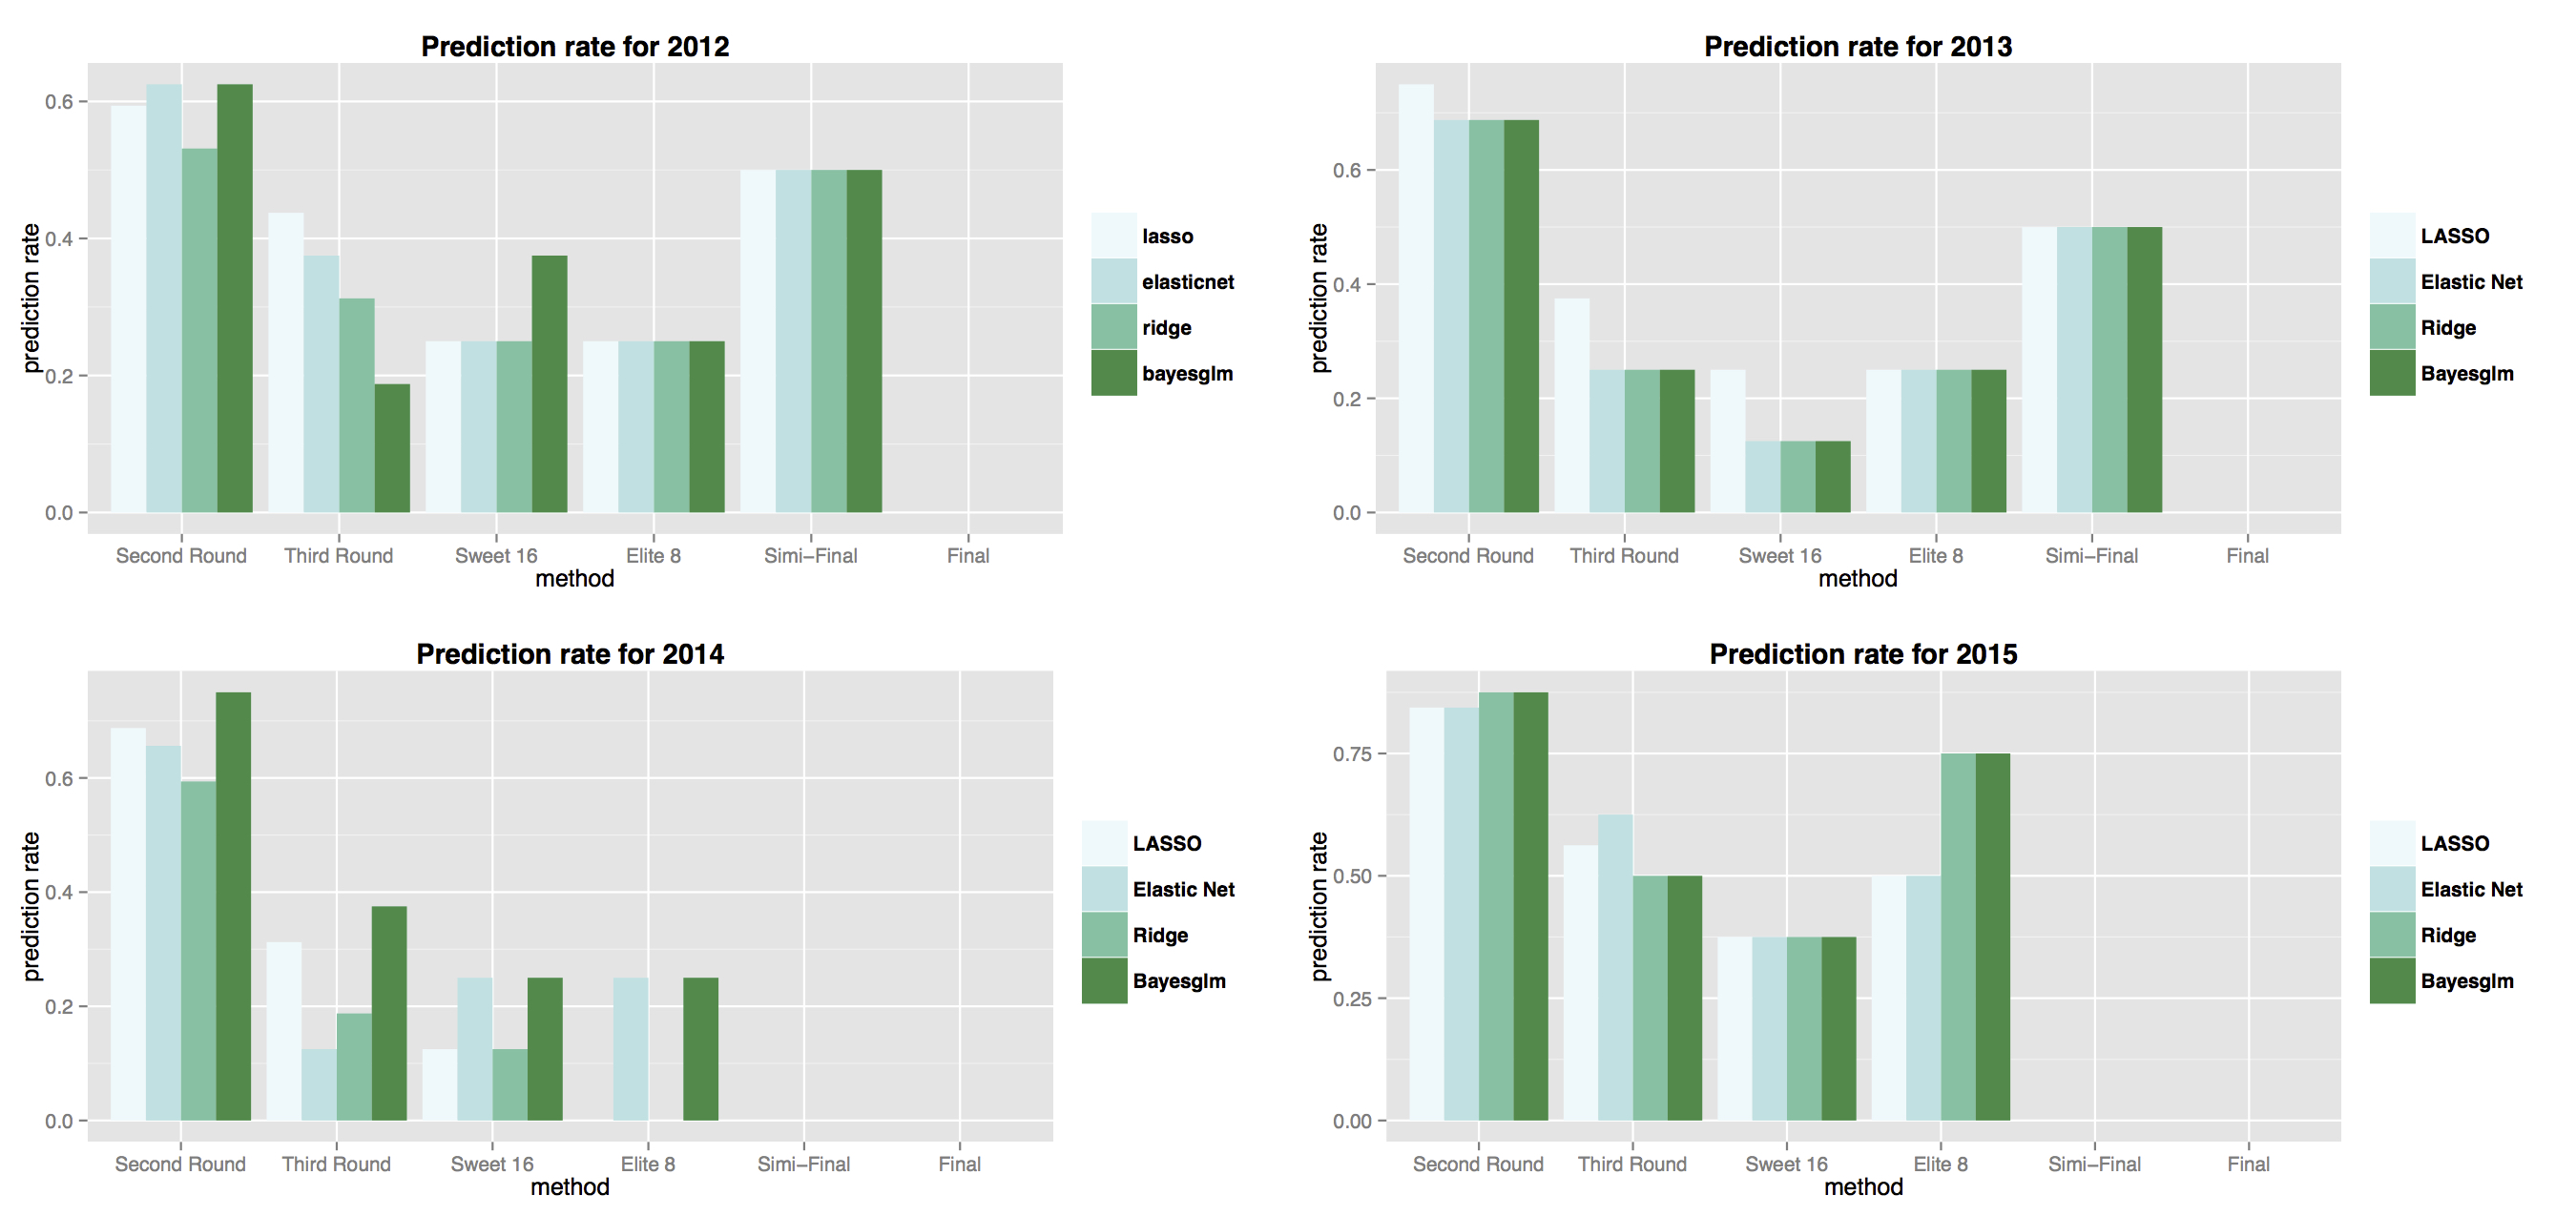 Prediction rate for 2012
prediction rate
0.6
0.4
0.2
0.0
Second Round Third Round Sweet 16 Elite 8 Simi-Final Final
method
lasso
elasticnet
ridge
bayesglm
Prediction rate for 2013
prediction rate
0.6
0.4
0.2
0.0
Second Round Third Round Sweet 16 Elite 8 Simi-Final Final
method
LASSO
Elastic Net
Ridge
Bayesglm
Prediction rate for 2014
prediction rate
0.6
0.4
0.2
0.0
Second Round Third Round Sweet 16 Elite 8 Simi-Final Final
method
LASSO
Elastic Net
Ridge
Bayesglm
Prediction rate for 2015
prediction rate
0.75
0.50
0.25
0.00
Second Round Third Round Sweet 16 Elite 8 Simi-Final Final
method
LASSO
Elastic Net
Ridge
Bayesglm